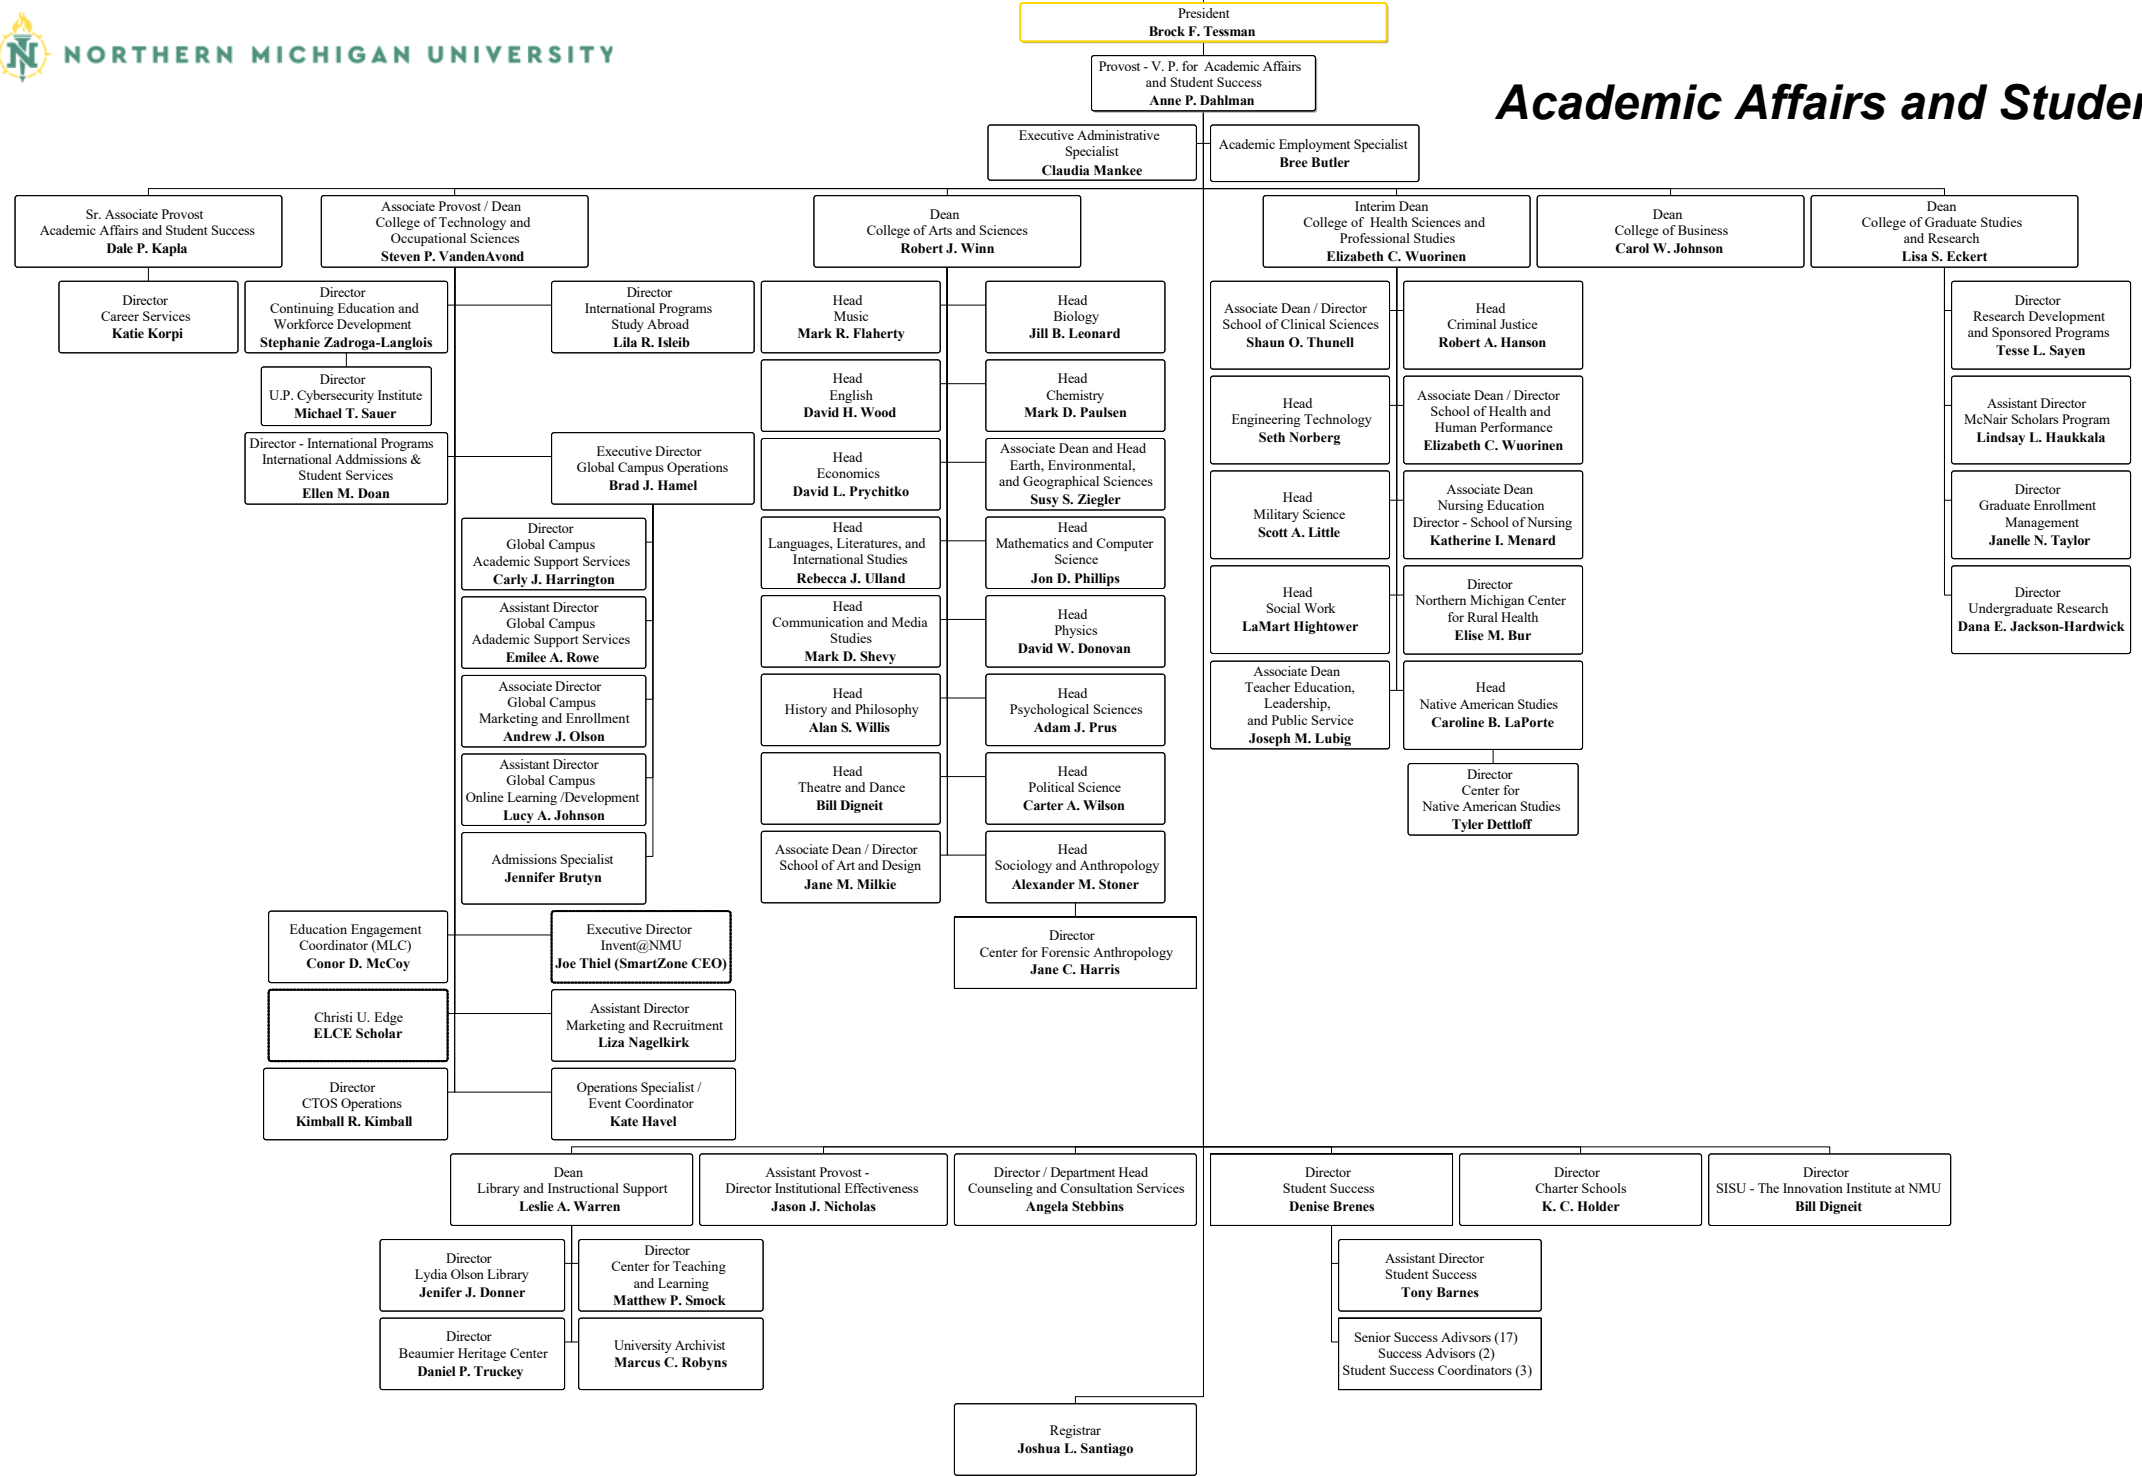 President
Brock F. Tessman
NORTHERN MICHIGAN UNIVERSITY
Provost - V. P. for Academic Affairs
and Student Success
Anne P. Dahlman
Academic Affairs and Studen
Executive Administrative
Specialist
Claudia Mankee
Academic Employment Specialist
Bree Butler
Sr. Associate Provost
Academic Affairs and Student Success
Dale P. Kapla
Associate Provost / Dean
College of Technology and
Occupational Sciences
Steven P. VandenAvond
Dean
College of Arts and Sciences
Robert J. Winn
Interim Dean
College of Health Sciences and
Professional Studies
Elizabeth C. Wuorinen
Dean
College of Business
Carol W. Johnson
Dean
College of Graduate Studies
and Research
Lisa S. Eckert
Director
Career Services
Katie Korpi
Director
Continuing Education and
Workforce Development
Stephanie Zadroga-Langlois
Director
International Programs
Study Abroad
Lila R. Isleib
Director
U.P. Cybersecurity Institute
Michael T. Sauer
Director - International Programs
International Addmissions &
Student Services
Ellen M. Doan
Executive Director
Global Campus Operations
Brad J. Hamel
Director
Global Campus
Academic Support Services
Carly J. Harrington
Assistant Director
Global Campus
Adademic Support Services
Emilee A. Rowe
Associate Director
Global Campus
Marketing and Enrollment
Andrew J. Olson
Assistant Director
Global Campus
Online Learning /Development
Lucy A. Johnson
Admissions Specialist
Jennifer Brutyn
Education Engagement
Coordinator (MLC)
Conor D. McCoy
Executive Director
Invent@NMU
Joe Thiel (SmartZone CEO)
Christi U. Edge
ELCE Scholar
Assistant Director
Marketing and Recruitment
Liza Nagelkirk
Director
CTOS Operations
Kimball R. Kimball
Operations Specialist /
Event Coordinator
Kate Havel
Head
Music
Mark R. Flaherty
Head
Biology
Jill B. Leonard
Head
English
David H. Wood
Head
Chemistry
Mark D. Paulsen
Head
Economics
David L. Prychitko
Associate Dean and Head
Earth, Environmental,
and Geographical Sciences
Susy S. Ziegler
Head
Languages, Literatures, and
International Studies
Rebecca J. Ulland
Head
Mathematics and Computer
Science
Jon D. Phillips
Head
Communication and Media
Studies
Mark D. Shevy
Head
Physics
David W. Donovan
Head
History and Philosophy
Alan S. Willis
Head
Psychological Sciences
Adam J. Prus
Head
Theatre and Dance
Bill Digneit
Head
Political Science
Carter A. Wilson
Associate Dean / Director
School of Art and Design
Jane M. Milkie
Head
Sociology and Anthropology
Alexander M. Stoner
Director
Center for Forensic Anthropology
Jane C. Harris
Associate Dean / Director
School of Clinical Sciences
Shaun O. Thunell
Head
Criminal Justice
Robert A. Hanson
Head
Engineering Technology
Seth Norberg
Associate Dean / Director
School of Health and
Human Performance
Elizabeth C. Wuorinen
Head
Military Science
Scott A. Little
Associate Dean
Nursing Education
Director - School of Nursing
Katherine I. Menard
Head
Social Work
LaMart Hightower
Director
Northern Michigan Center
for Rural Health
Elise M. Bur
Associate Dean
Teacher Education,
Leadership,
and Public Service
Joseph M. Lubig
Head
Native American Studies
Caroline B. LaPorte
Director
Center for
Native American Studies
Tyler Dettloff
Director
Research Development
and Sponsored Programs
Tesse L. Sayen
Assistant Director
McNair Scholars Program
Lindsay L. Haukkala
Director
Graduate Enrollment
Management
Janelle N. Taylor
Director
Undergraduate Research
Dana E. Jackson-Hardwick
Dean
Library and Instructional Support
Leslie A. Warren
Assistant Provost -
Director Institutional Effectiveness
Jason J. Nicholas
Director / Department Head
Counseling and Consultation Services
Angela Stebbins
Director
Student Success
Denise Brenes
Director
Charter Schools
K. C. Holder
Director
SISU - The Innovation Institute at NMU
Bill Digneit
Director
Lydia Olson Library
Jenifer J. Donner
Director
Center for Teaching
and Learning
Matthew P. Smock
Director
Beaumier Heritage Center
Daniel P. Truckey
University Archivist
Marcus C. Robyns
Assistant Director
Student Success
Tony Barnes
Senior Success Adivsors (17)
Success Advisors (2)
Student Success Coordinators (3)
Registrar
Joshua L. Santiago